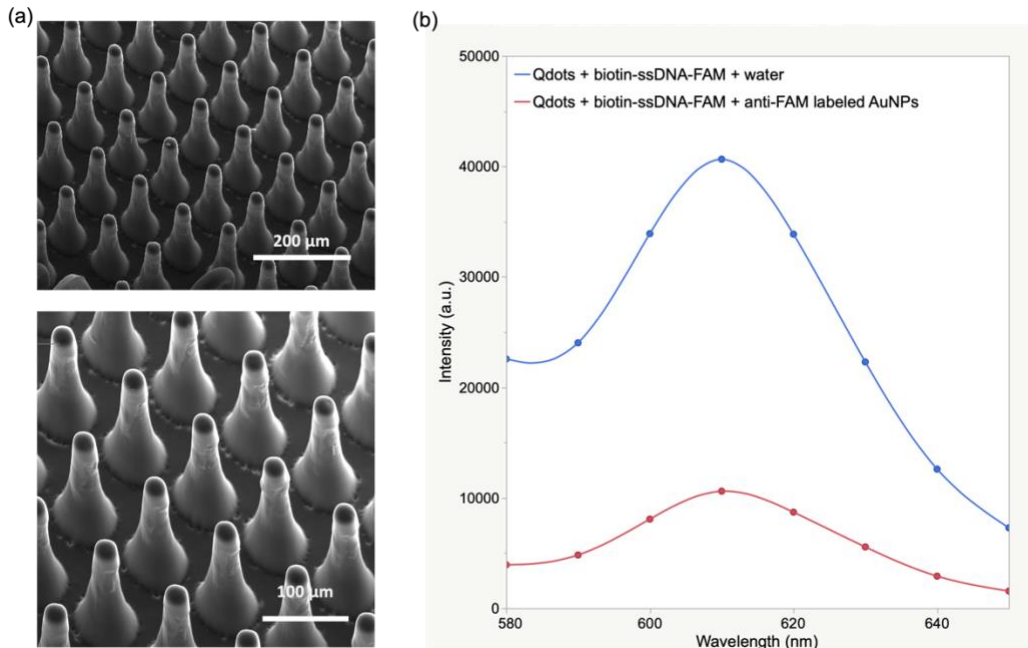 (a)
200 µm
100 µm
(b)
50000
40000
30000
20000
10000
0
Intensity (a.u.)
Qdots + biotin-ssDNA-FAM + water
Qdots + biotin-ssDNA-FAM + anti-FAM labeled AuNPs
580 600 620 640
Wavelength (nm)